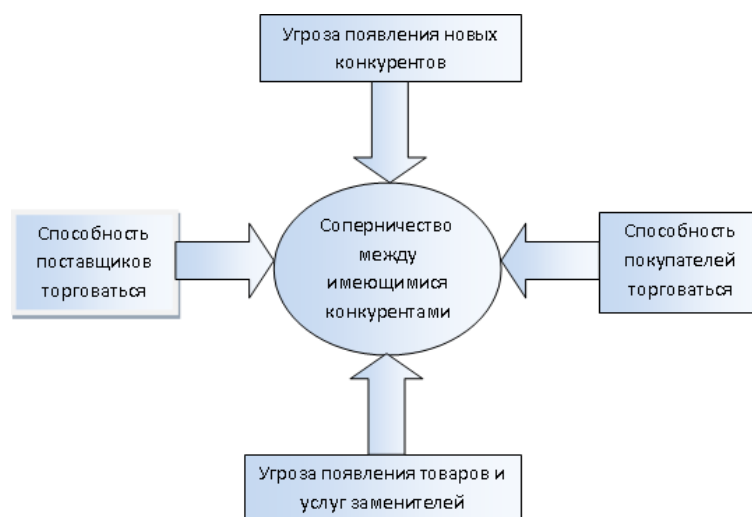 Угроза появления новых
конкурентов
Способность
поставщиков
торговаться
Соперничество
между
имеющимися
конкурентами
Способность
покупателей
торговаться
Угроза появления товаров и
услуг заменителей